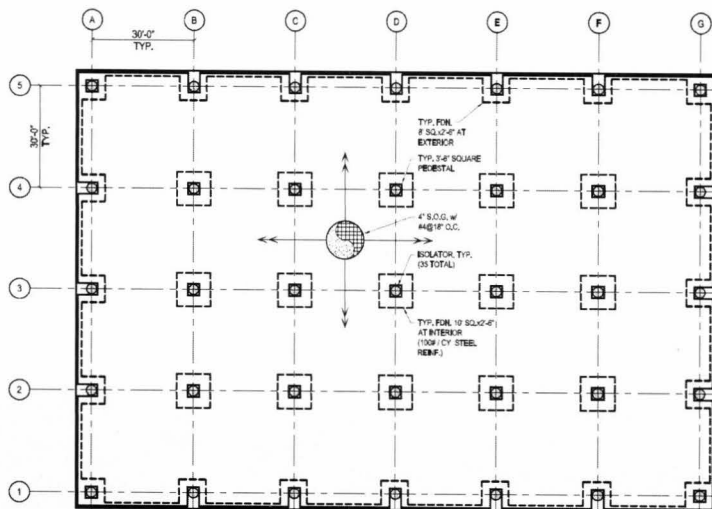 A B C D E F G
30'-0"
TYP.
5
30'-0"
TYP.
TYP. FDN.
8' SQ.x2'-6" AT
EXTERIOR
4
TYP. 3'-6" SQUARE
PEDESTAL
4" S.O.G. w/
#4@18" O.C.
ISOLATOR, TYP.
(35 TOTAL)
3
TYP. FDN. 10' SQ.x2'-6"
AT INTERIOR
(100# / CY STEEL
REINF.)
2
1